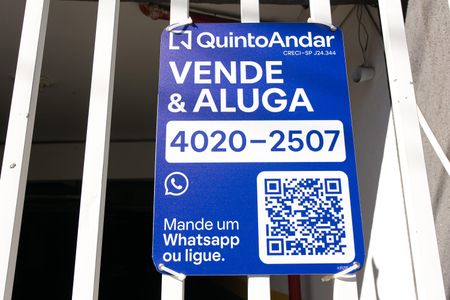 QuintoAndar
CRECI-SP J24.344
VENDE
& ALUGA
4020-2507
Mande um
Whatsapp
ou ligue.